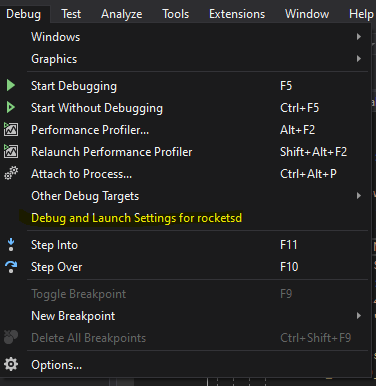 Debug Test Analyze Tools Extensions Window Help
Windows
Graphics
Start Debugging F5
Start Without Debugging Ctrl+F5
Performance Profiler... Alt+F2
Relaunch Performance Profiler Shift+Alt+F2
Attach to Process... Ctrl+Alt+P
Other Debug Targets
Debug and Launch Settings for rocketsd
Step Into F11
Step Over F10
Toggle Breakpoint F9
New Breakpoint
Delete All Breakpoints Ctrl+Shift+F9
Options...